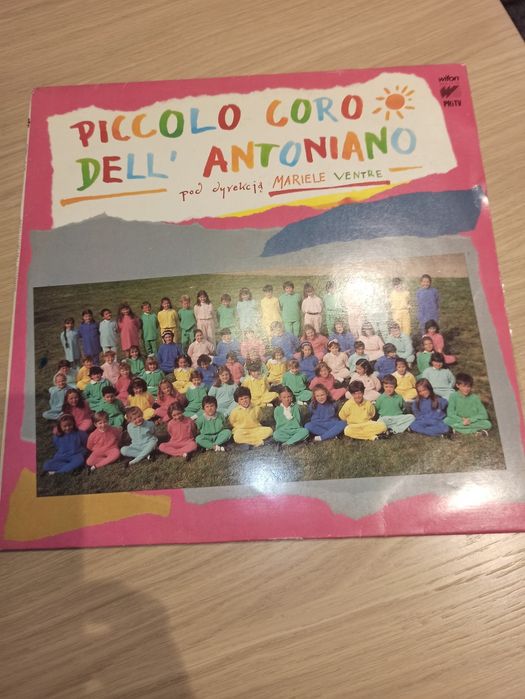 PICCOLO CORO
DELL' ANTONIANO
pod dyrekcją MARIELE VENTRE
wifon
PRiTV